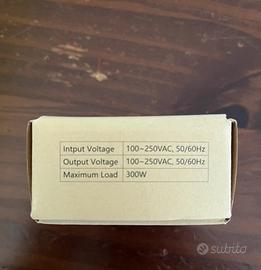 Intput Voltage 100~250VAC, 50/60Hz
Output Voltage 100~250VAC, 50/60Hz
Maximum Load 300W
subito